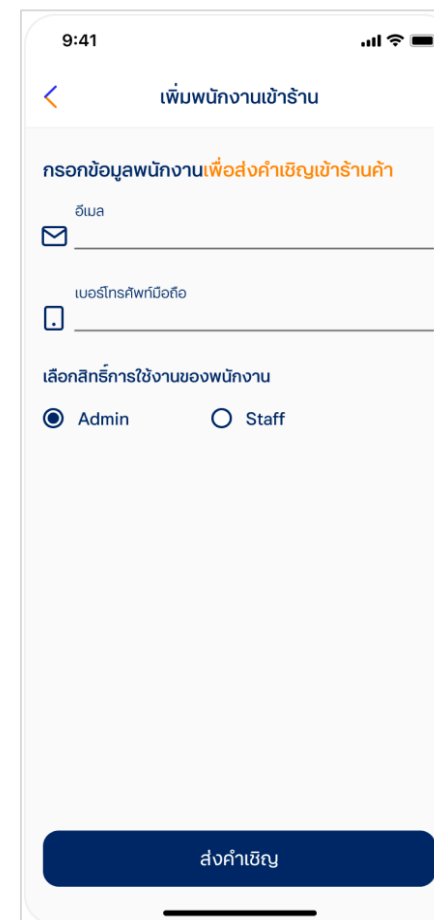 9:41
เพิ่มพนักงานเข้าร้าน
กรอกข้อมูลพนักงานเพื่อส่งคำเชิญเข้าร้านค้า
อีเมล
เบอร์โทรศัพท์มือถือ
เลือกสิทธิ์การใช้งานของพนักงาน
Admin Staff
ส่งคำเชิญ